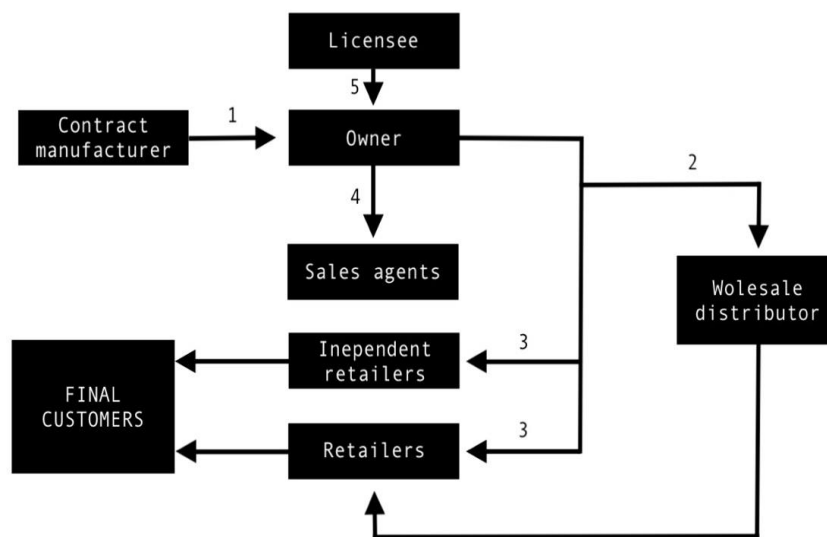 Licensee
5
Contract
manufacturer
1
Owner
2
4
Sales agents
Wolesale
distributor
Inependent
retailers
3
FINAL
CUSTOMERS
Retailers
3